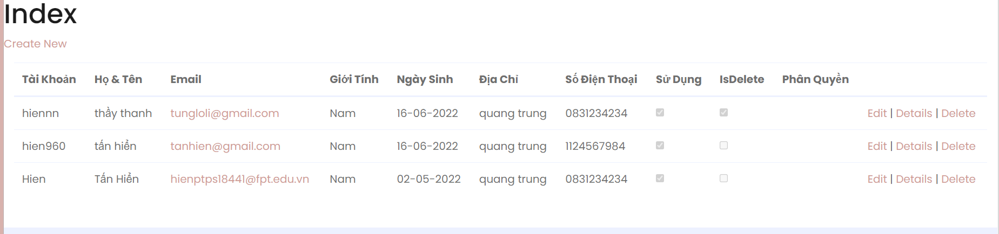 Index
Create New
Tài Khoản Họ & Tên Email Giới Tính Ngày Sinh Địa Chỉ Số Điện Thoại Sử Dụng IsDelete Phân Quyền
hiennn thầy thanh tungloli@gmail.com Nam 16-06-2022 quang trung 0831234234 Edit | Details | Delete
hien960 tấn hiển tanhien@gmail.com Nam 16-06-2022 quang trung 1124567984 Edit | Details | Delete
Hien Tấn Hiển hienptps18441@fpt.edu.vn Nam 02-05-2022 quang trung 0831234234 Edit | Details | Delete